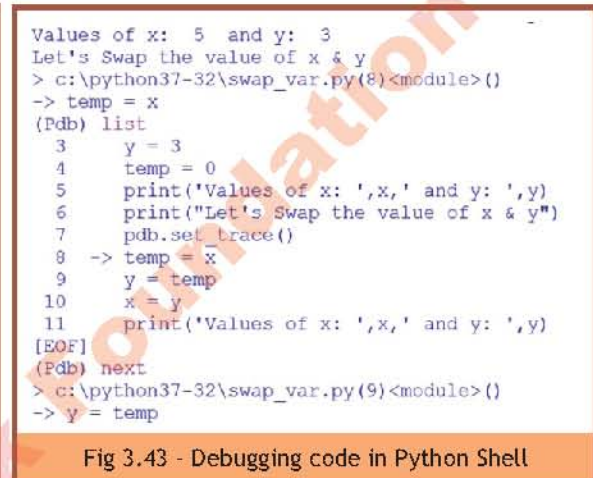 Values of x:  5  and y:  3
Let's Swap the value of x & y
> c:\python37-32\swap_var.py(8)<module>()
-> temp = x
(Pdb) list
  3     y = 3
  4     temp = 0
  5     print('Values of x: ',x,' and y: ',y)
  6     print("Let's Swap the value of x & y")
  7     pdb.set_trace()
  8  -> temp = x
  9     y = temp
 10     x = y
 11     print('Values of x: ',x,' and y: ',y)
[EOF]
(Pdb) next
> c:\python37-32\swap_var.py(9)<module>()
-> y = temp
Foundation
Fig 3.43 - Debugging code in Python Shell